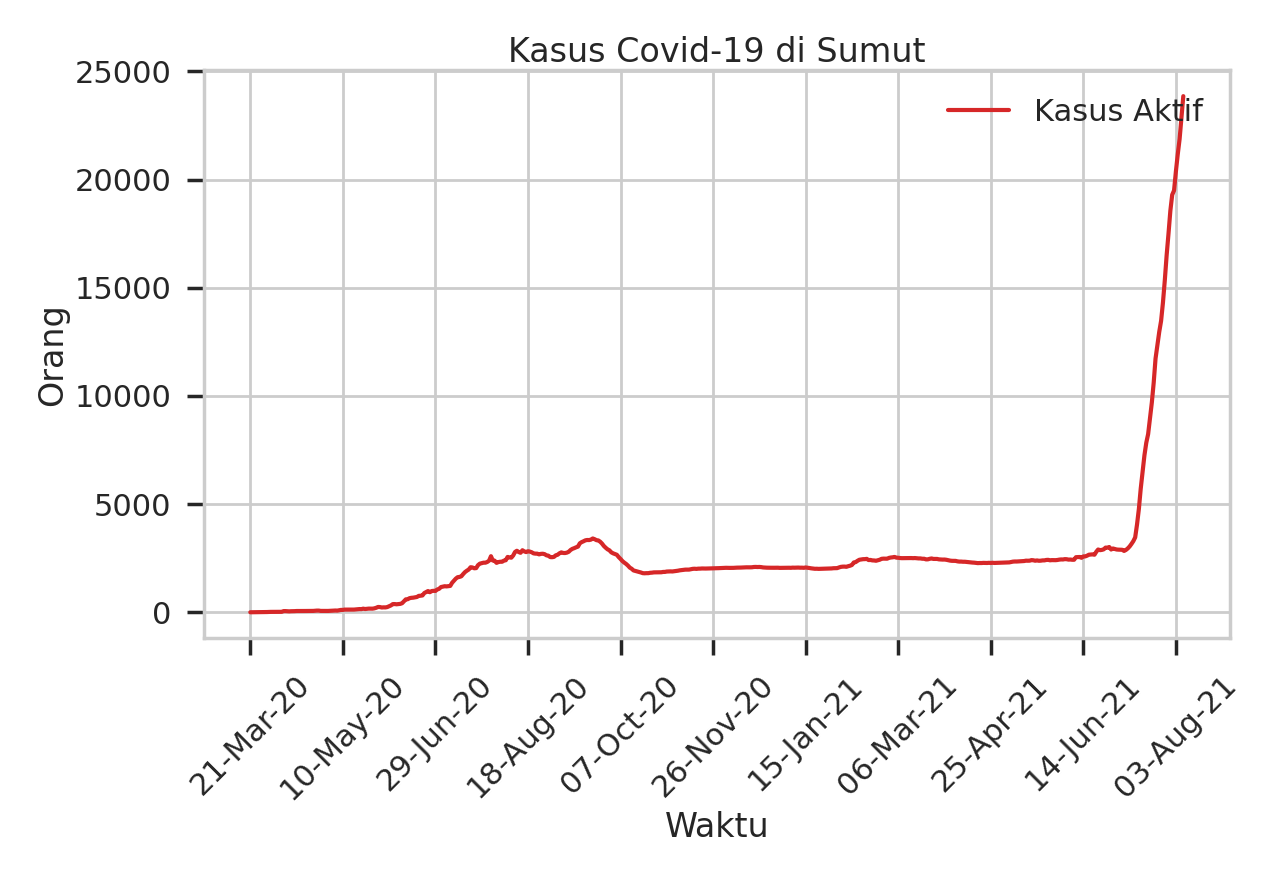 Kasus Covid-19 di Sumut
25000
20000
15000
10000
5000
0
Orang
Kasus Aktif
21-Mar-20
10-May-20
29-Jun-20
18-Aug-20
07-Oct-20
26-Nov-20
15-Jan-21
06-Mar-21
25-Apr-21
14-Jun-21
03-Aug-21
Waktu